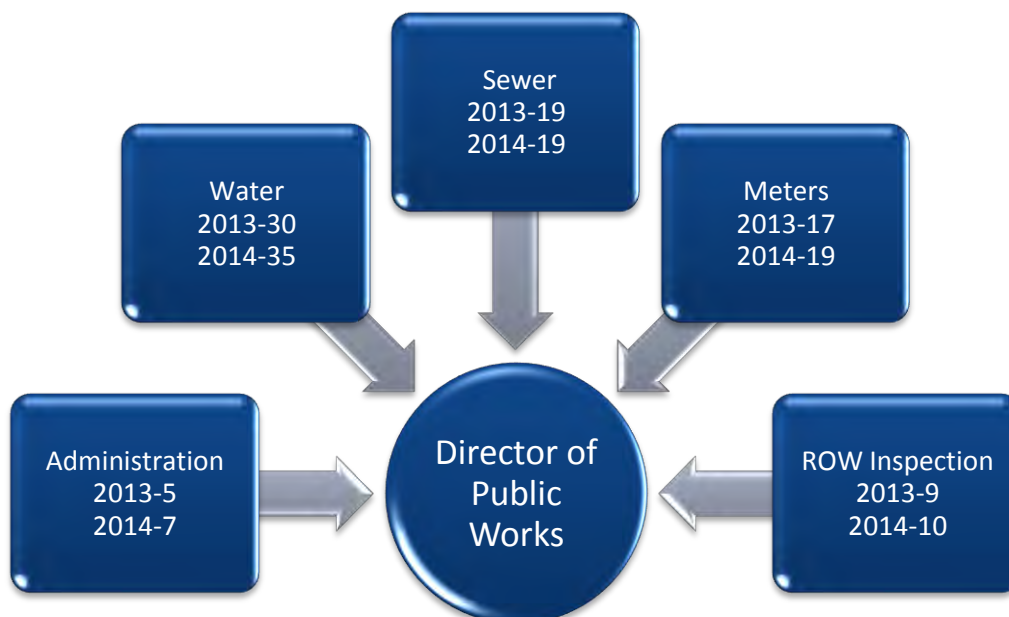 Sewer
2013-19
2014-19
Water
2013-30
2014-35
Meters
2013-17
2014-19
Administration
2013-5
2014-7
Director of
Public
Works
ROW Inspection
2013-9
2014-10